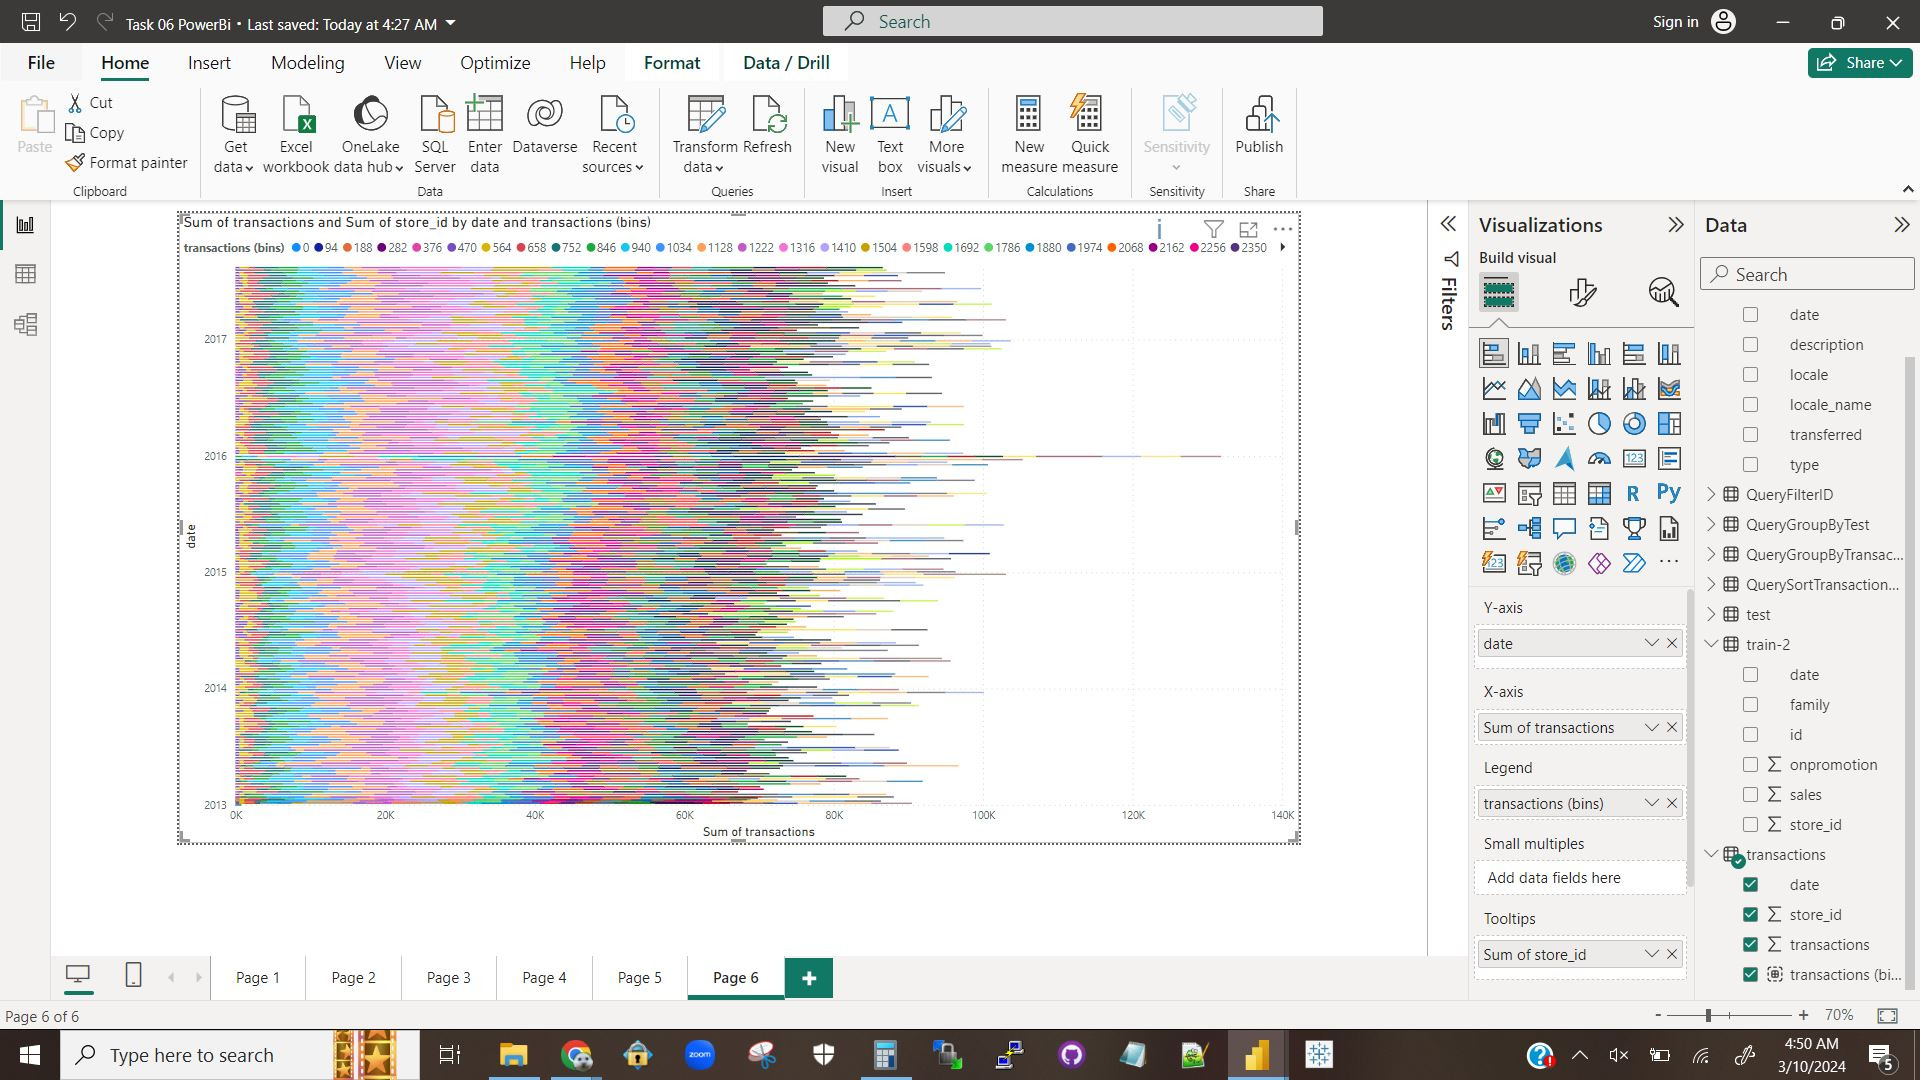 Task 06 PowerBi • Last saved: Today at 4:27 AM
Search
Sign in
File
Home
Insert
Modeling
View
Optimize
Help
Format
Data / Drill
Share
Paste
Cut
Copy
Format painter
Clipboard
Get data
Excel workbook
OneLake data hub
SQL Server
Enter data
Dataverse
Recent sources
Data
Transform data
Refresh
Queries
New visual
Text box
More visuals
Insert
New measure
Quick measure
Calculations
Sensitivity
Sensitivity
Publish
Share
Sum of transactions and Sum of store_id by date and transactions (bins)
transactions (bins) 0 94 188 282 376 470 564 658 752 846 940 1034 1128 1222 1316 1410 1504 1598 1692 1786 1880 1974 2068 2162 2256 2350
2017
2016
2015
2014
2013
date
0K 20K 40K 60K 80K 100K 120K 140K
Sum of transactions
Filters
Visualizations
Build visual
123
R
Py
123
Y-axis
date
X-axis
Sum of transactions
Legend
transactions (bins)
Small multiples
Add data fields here
Tooltips
Sum of store_id
Data
Search
date
description
locale
locale_name
transferred
type
QueryFilterID
QueryGroupByTest
QueryGroupByTransac...
QuerySortTransaction...
test
train-2
date
family
id
onpromotion
sales
store_id
transactions
date
store_id
transactions
transactions (bi...
Page 1
Page 2
Page 3
Page 4
Page 5
Page 6
Page 6 of 6
- + 70%
Type here to search
zoom
4:50 AM
3/10/2024
5